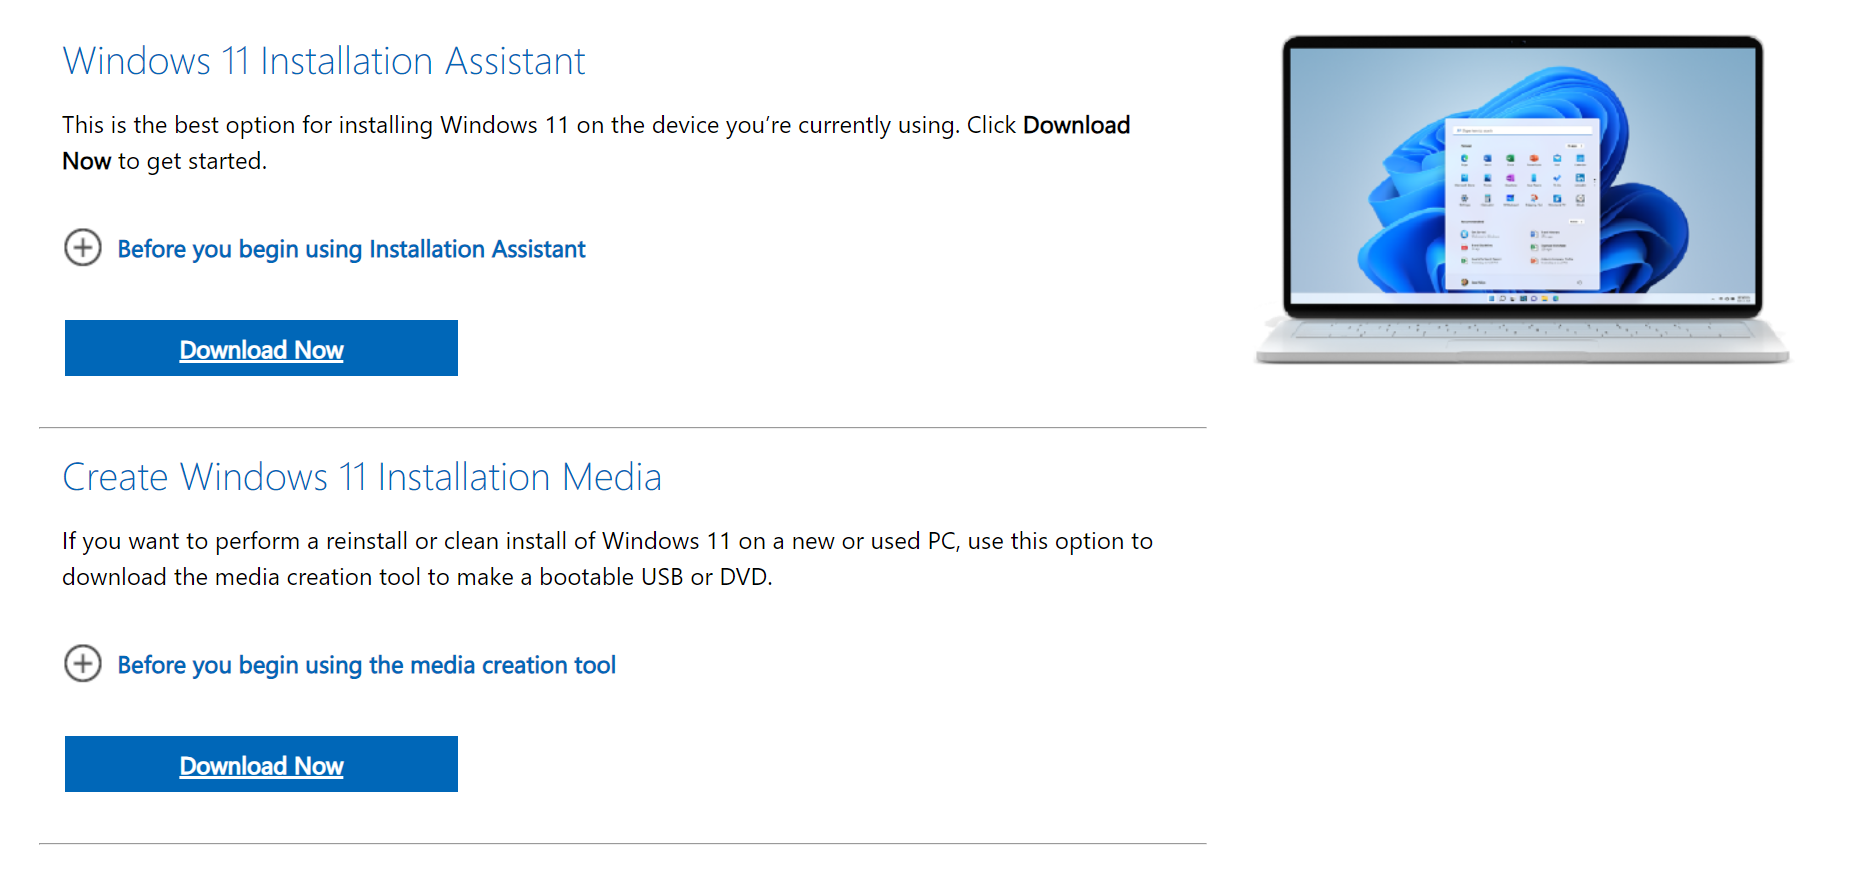 Windows 11 Installation Assistant
This is the best option for installing Windows 11 on the device you’re currently using. Click Download
Now to get started.
Before you begin using Installation Assistant
Download Now
Create Windows 11 Installation Media
If you want to perform a reinstall or clean install of Windows 11 on a new or used PC, use this option to
download the media creation tool to make a bootable USB or DVD.
Before you begin using the media creation tool
Download Now